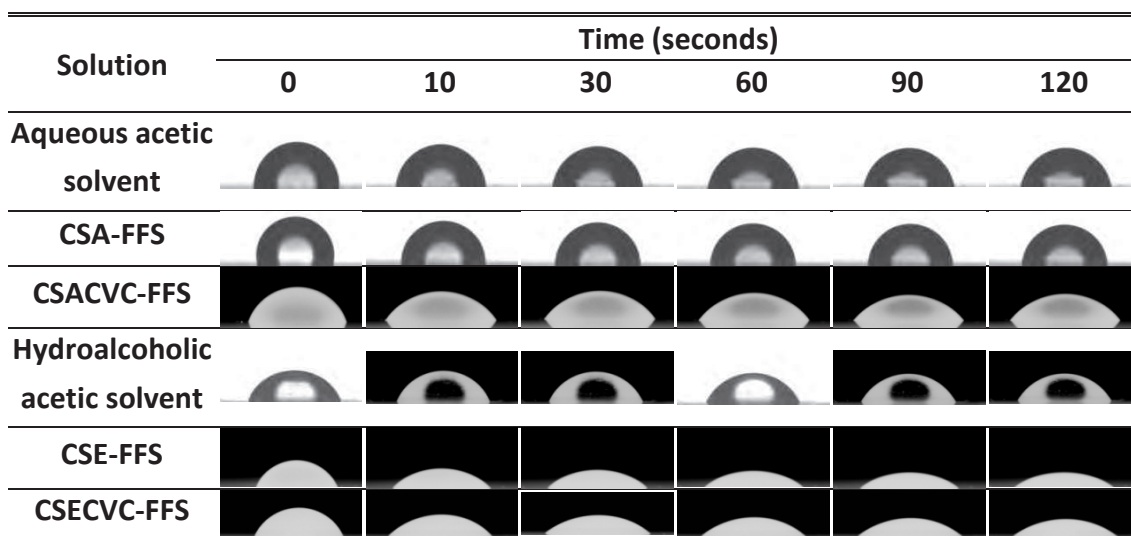 Solution
Time (seconds)
0 10 30 60 90 120
Aqueous acetic
solvent
CSA-FFS
CSACVC-FFS
Hydroalcoholic
acetic solvent
CSE-FFS
CSECVC-FFS